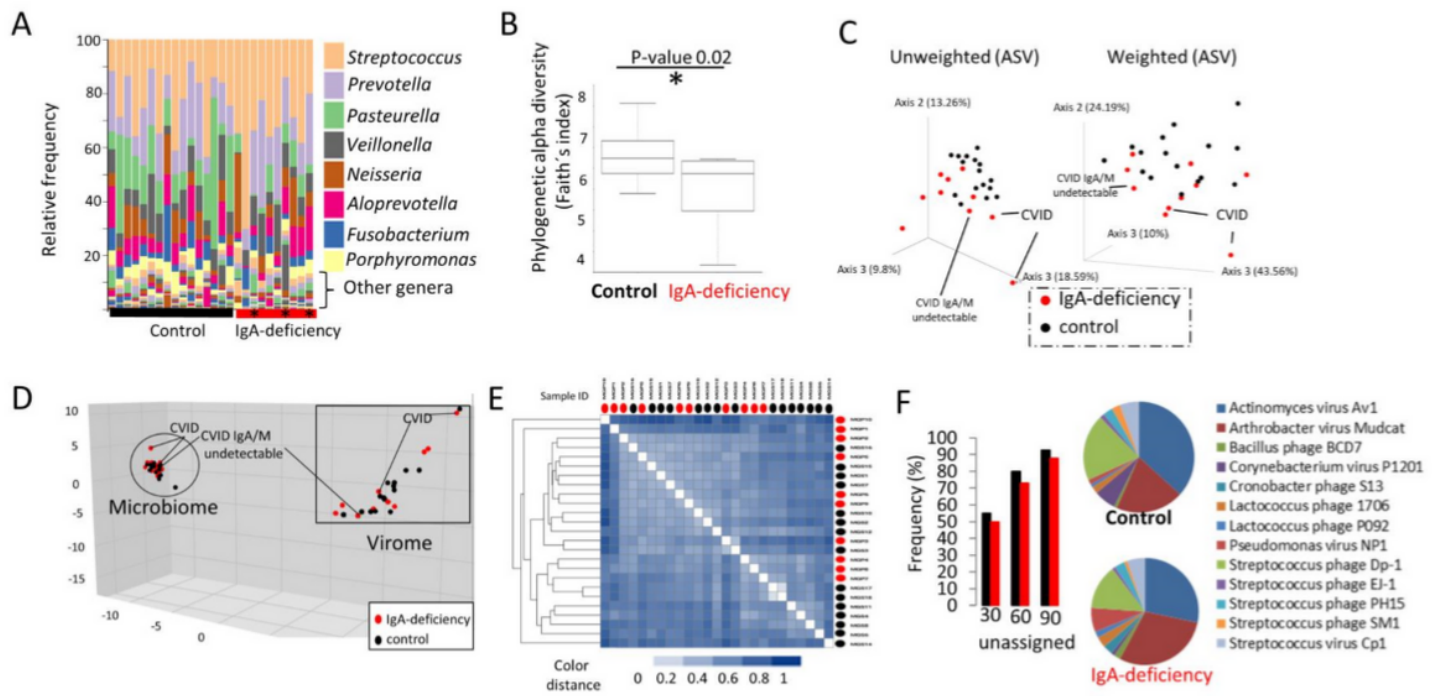 A
Relative frequency
100
80
60
40
20
Streptococcus
Prevotella
Pasteurella
Veillonella
Neisseria
Aloprevotella
Fusobacterium
Porphyromonas
Other genera
* * *
Control
IgA-deficiency
B
P-value 0.02
*
Phylogenetic alpha diversity
(Faith´s index)
8
7
6
5
4
Control
IgA-deficiency
C
Unweighted (ASV)
Weighted (ASV)
Axis 2 (13.26%)
Axis 2 (24.19%)
CVID IgA/M
undetectable
CVID
CVID
Axis 3 (10%)
Axis 3 (9.8%)
Axis 3 (18.59%)
Axis 3 (43.56%)
CVID IgA/M
undetectable
IgA-deficiency
control
D
10
5
0
-5
-10
-15
-10
-5
0
CVID
CVID IgA/M
undetectable
CVID
Microbiome
Virome
IgA-deficiency
control
E
Sample ID
Color
distance
0 0.2 0.4 0.6 0.8 1
F
Frequency (%)
100
90
80
70
60
50
40
30
20
10
0
30 60 90
unassigned
Control
IgA-deficiency
Actinomyces virus Av1
Arthrobacter virus Mudcat
Bacillus phage BCD7
Corynebacterium virus P1201
Cronobacter phage S13
Lactococcus phage 1706
Lactococcus phage P092
Pseudomonas virus NP1
Streptococcus phage Dp-1
Streptococcus phage EJ-1
Streptococcus phage PH15
Streptococcus phage SM1
Streptococcus virus Cp1